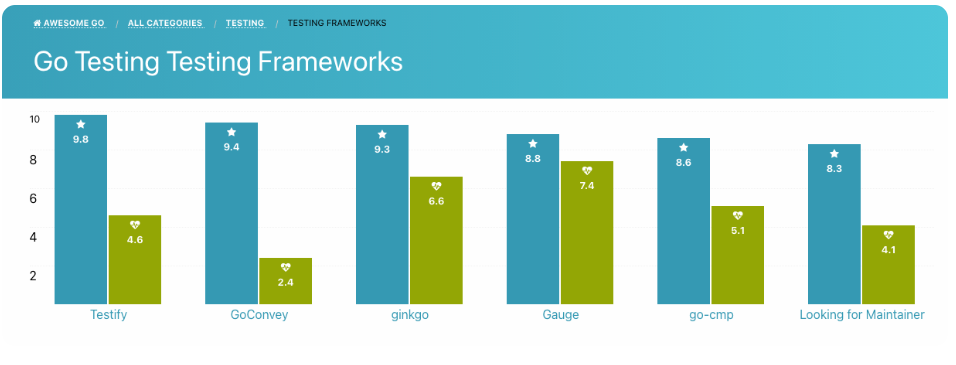 AWESOME GO / ALL CATEGORIES / TESTING / TESTING FRAMEWORKS
Go Testing Testing Frameworks
10
8
6
4
2
9.8
4.6
9.4
2.4
9.3
6.6
8.8
7.4
8.6
5.1
8.3
4.1
Testify
GoConvey
ginkgo
Gauge
go-cmp
Looking for Maintainer